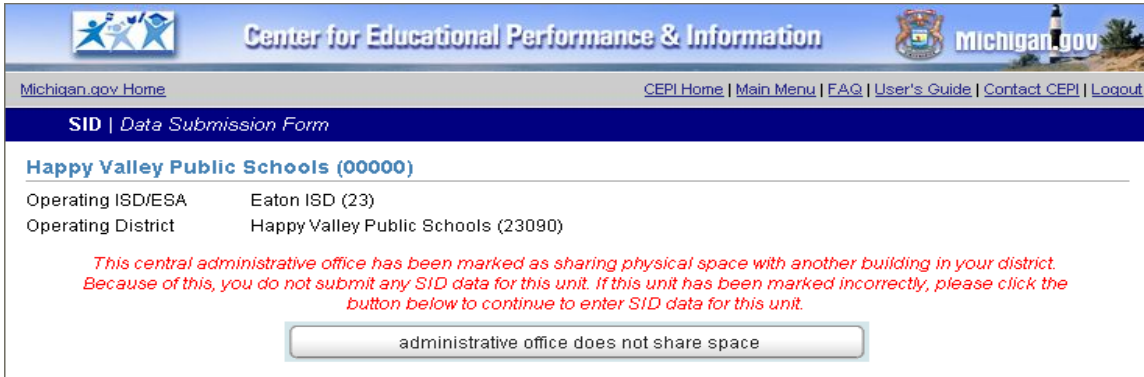 Center for Educational Performance & Information
Michigan.gov
Michigan.gov Home
CEPI Home | Main Menu | FAQ | User's Guide | Contact CEPI | Logout
SID | Data Submission Form
Happy Valley Public Schools (00000)
Operating ISD/ESA Eaton ISD (23)
Operating District Happy Valley Public Schools (23090)
This central administrative office has been marked as sharing physical space with another building in your district.
Because of this, you do not submit any SID data for this unit. If this unit has been marked incorrectly, please click the
button below to continue to enter SID data for this unit.
administrative office does not share space